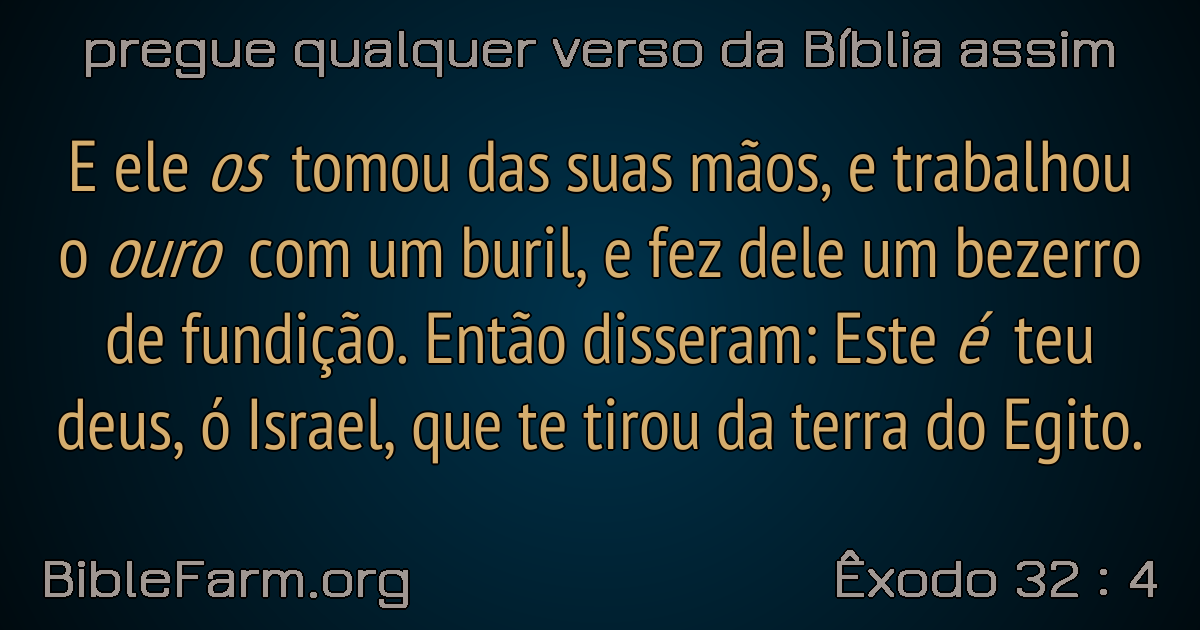 pregue qualquer verso da Bíblia assim
E ele os tomou das suas mãos, e trabalhou
o ouro com um buril, e fez dele um bezerro
de fundição. Então disseram: Este é teu
deus, ó Israel, que te tirou da terra do Egito.
BibleFarm.org
Êxodo 32 : 4